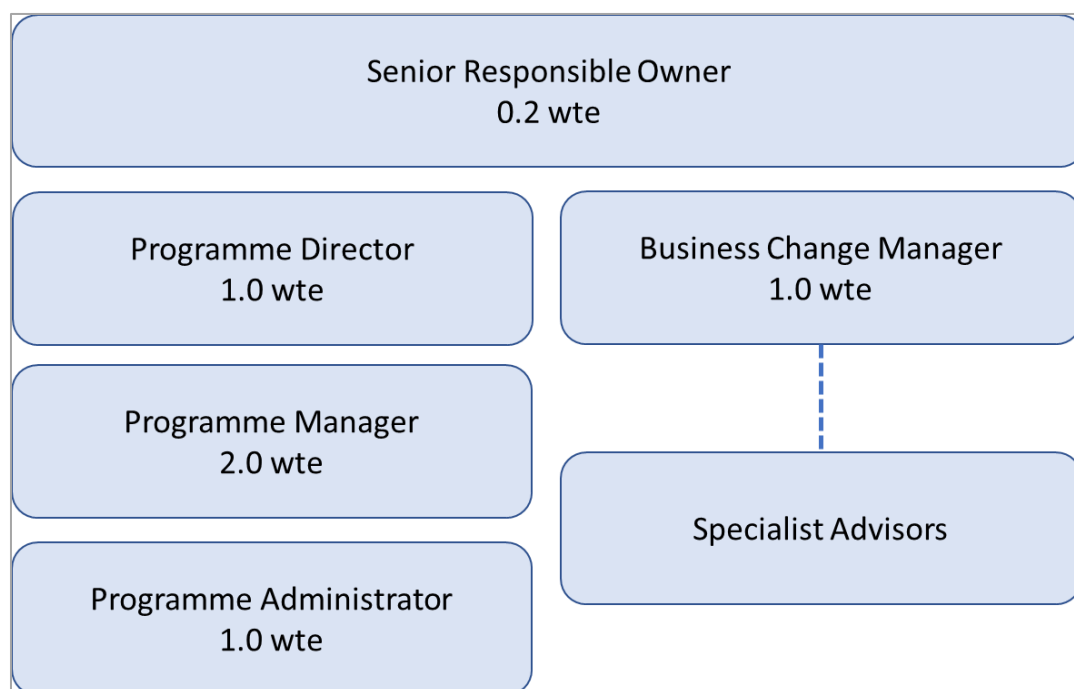 Senior Responsible Owner
0.2 wte
Programme Director
1.0 wte
Business Change Manager
1.0 wte
Programme Manager
2.0 wte
Specialist Advisors
Programme Administrator
1.0 wte